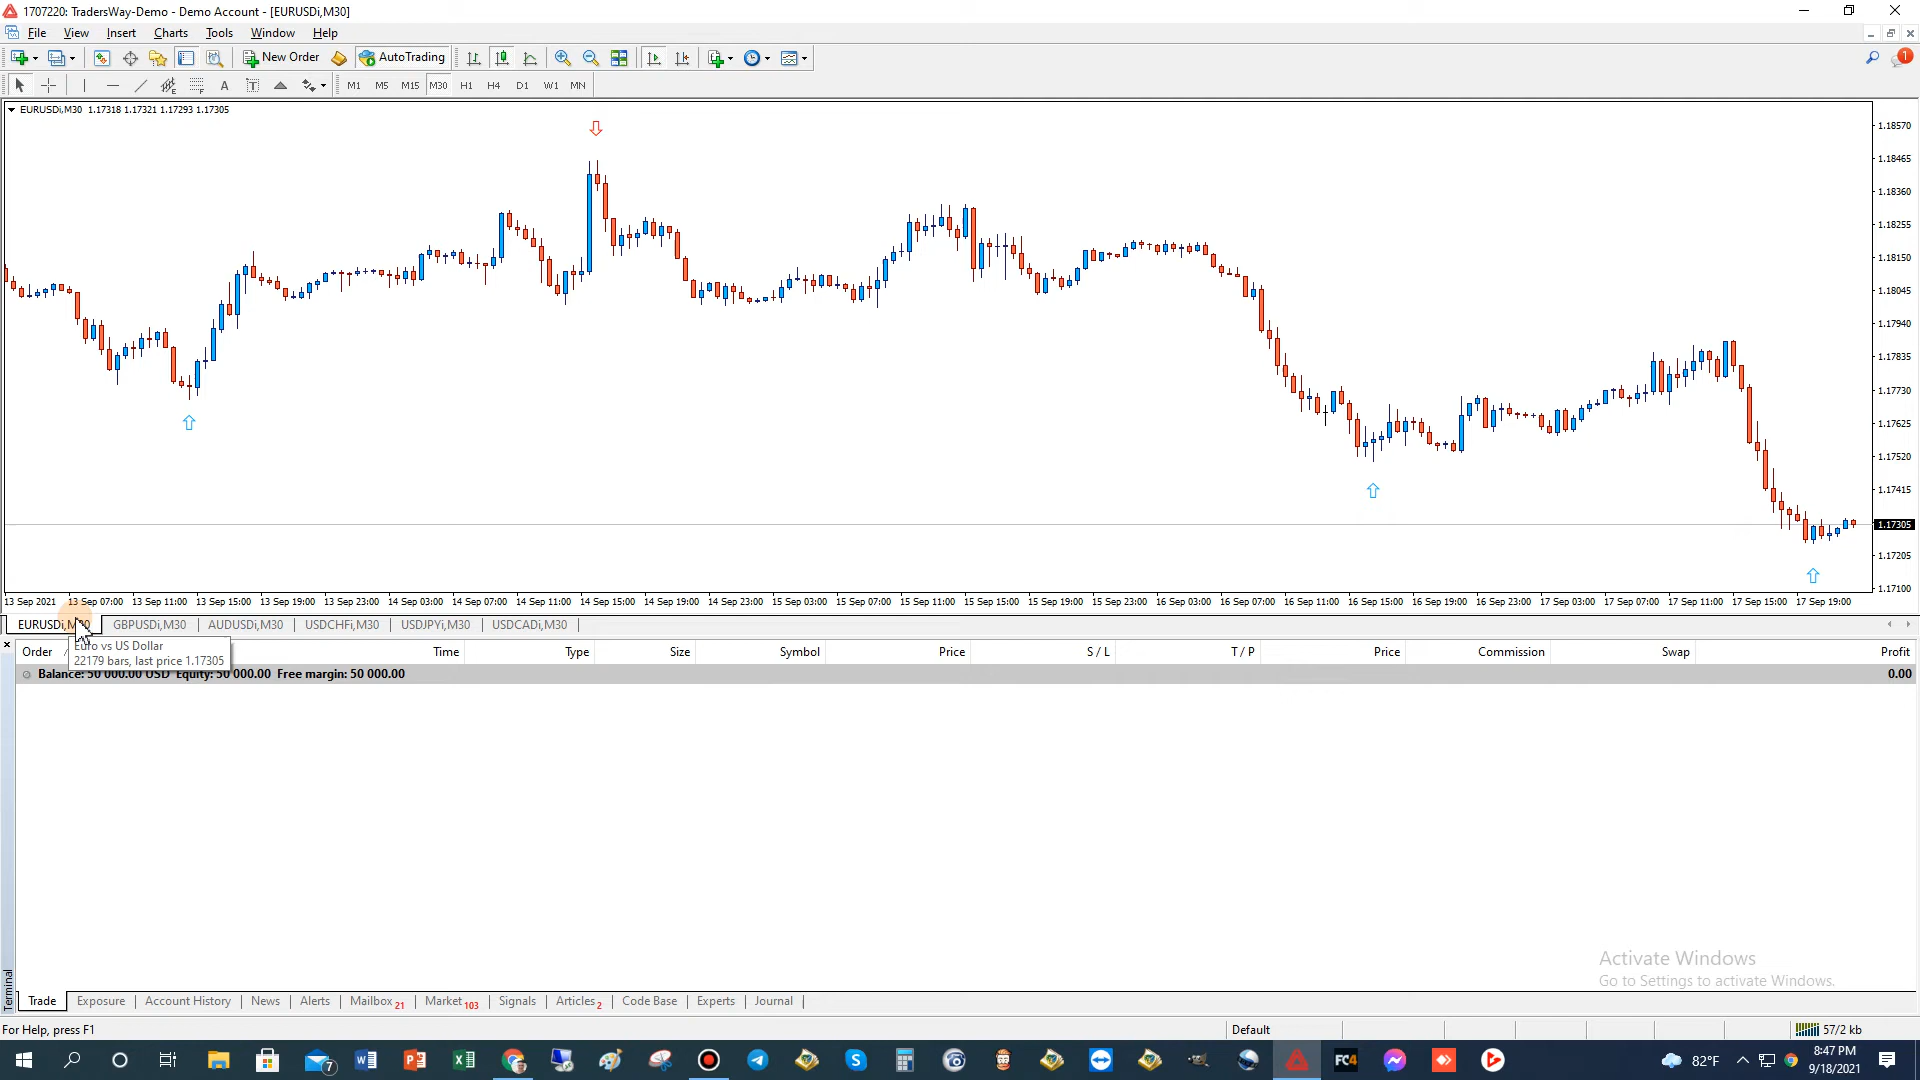 1707220: TradersWay-Demo - Demo Account - [EURUSDi,M30]
File View Insert Charts Tools Window Help
New Order AutoTrading 1
A T M1 M5 M15 M30 H1 H4 D1 W1 MN
EURUSDi,M30 1.17318 1.17321 1.17293 1.17305
1.18570
1.18465
1.18360
1.18255
1.18150
1.18045
1.17940
1.17835
1.17730
1.17625
1.17520
1.17415
1.17305
1.17205
1.17100
13 Sep 2021 13 Sep 07:00 13 Sep 11:00 13 Sep 15:00 13 Sep 19:00 13 Sep 23:00 14 Sep 03:00 14 Sep 07:00 14 Sep 11:00 14 Sep 15:00 14 Sep 19:00 14 Sep 23:00 15 Sep 03:00 15 Sep 07:00 15 Sep 11:00 15 Sep 15:00 15 Sep 19:00 15 Sep 23:00 16 Sep 03:00 16 Sep 07:00 16 Sep 11:00 16 Sep 15:00 16 Sep 19:00 16 Sep 23:00 17 Sep 03:00 17 Sep 07:00 17 Sep 11:00 17 Sep 15:00 17 Sep 19:00
EURUSDi,M30 GBPUSDi,M30 AUDUSDi,M30 USDCHFi,M30 USDJPYi,M30 USDCADi,M30
Euro vs US Dollar
22179 bars, last price 1.17305
Order Time Type Size Symbol Price S / L T / P Price Commission Swap Profit
Balance: 50 000.00 USD Equity: 50 000.00 Free margin: 50 000.00 0.00
Activate Windows
Go to Settings to activate Windows.
Terminal
Trade Exposure Account History News Alerts Mailbox 21 Market 103 Signals Articles 2 Code Base Experts Journal
For Help, press F1 Default 57/2 kb
7 FC4 82°F 8:47 PM
9/18/2021